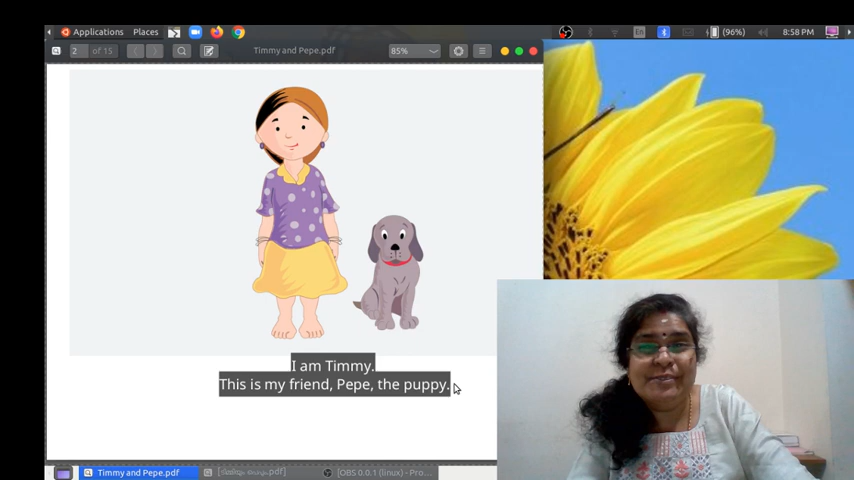 Applications Places En (96%) 8:58 PM
2 of 15 Timmy and Pepe.pdf 85%
I am Timmy.
This is my friend, Pepe, the puppy.
Timmy and Pepe.pdf [OBS 0.0.1 (linux) - Pro...